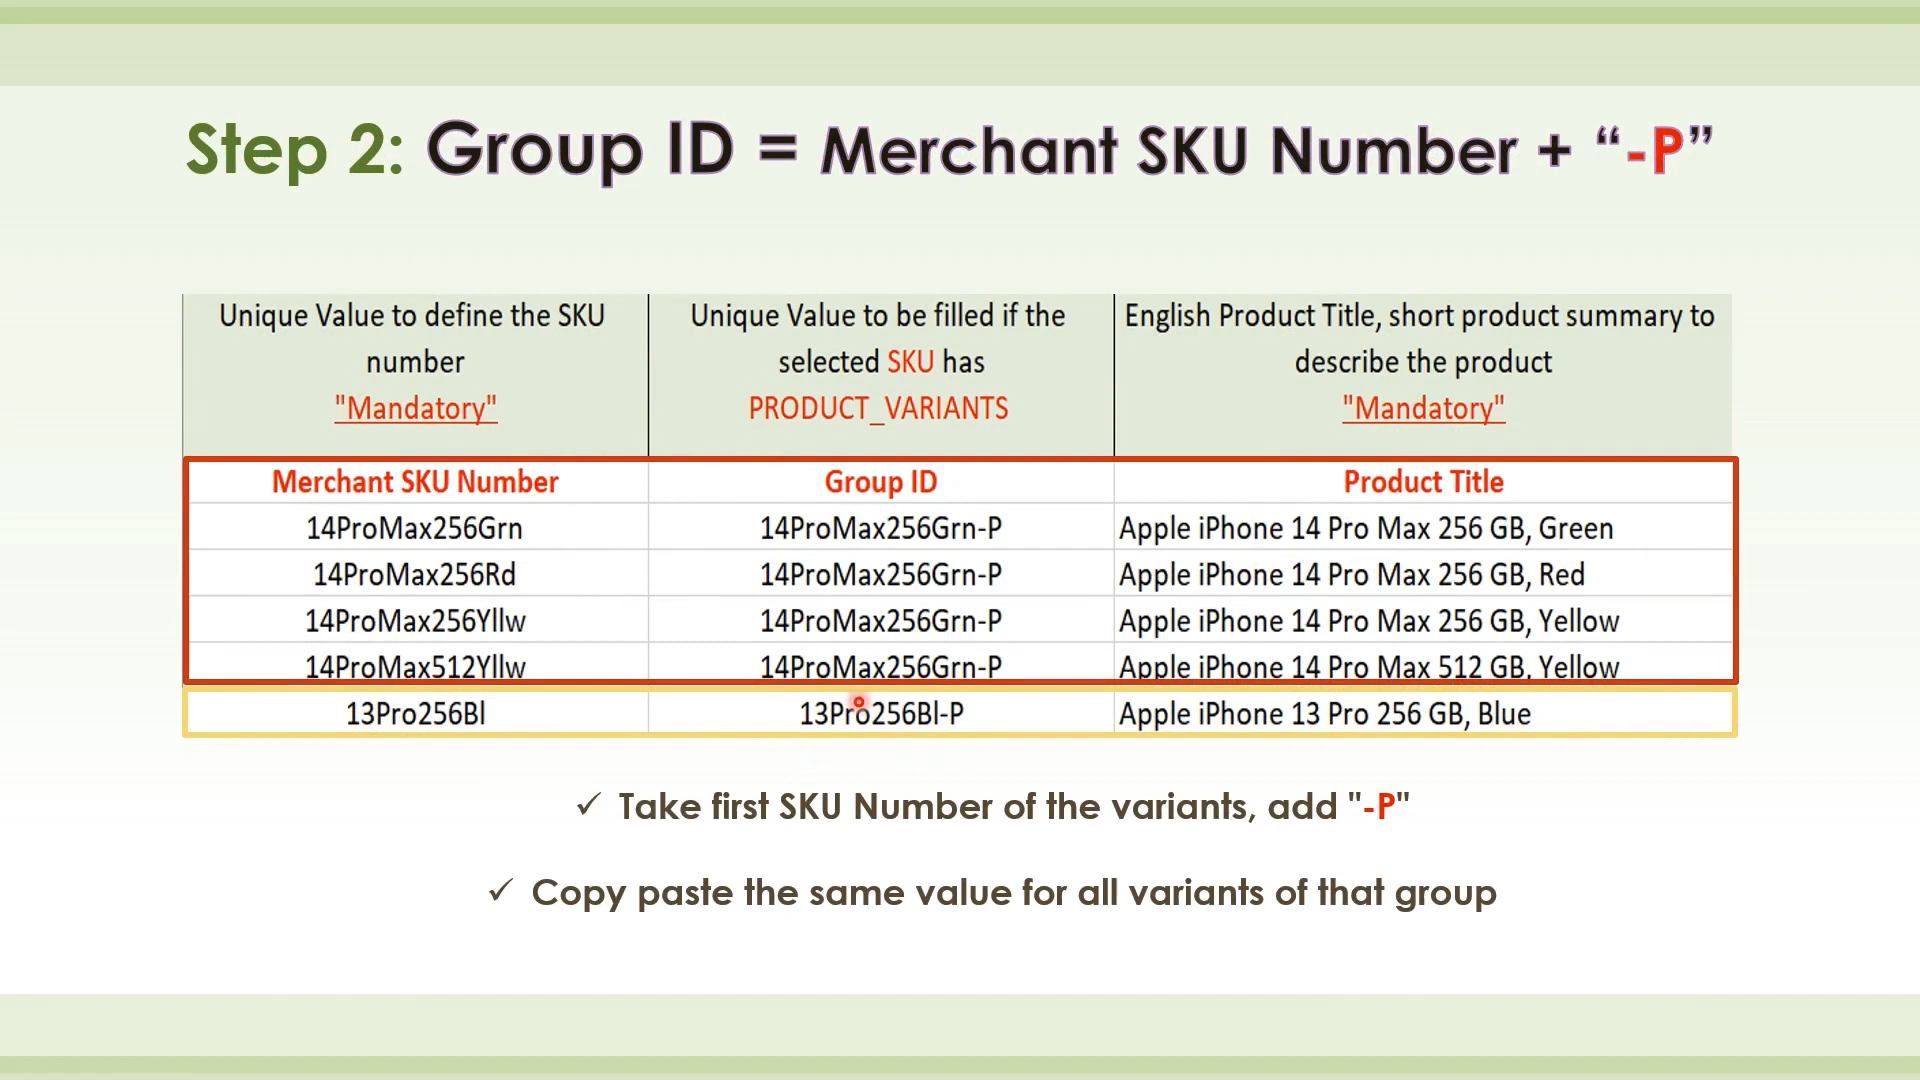 Step 2: Group ID = Merchant SKU Number + “-P”
Unique Value to define the SKU
number
"Mandatory"
Unique Value to be filled if the
selected SKU has
PRODUCT_VARIANTS
English Product Title, short product summary to
describe the product
"Mandatory"
Merchant SKU Number Group ID Product Title
14ProMax256Grn 14ProMax256Grn-P Apple iPhone 14 Pro Max 256 GB, Green
14ProMax256Rd 14ProMax256Grn-P Apple iPhone 14 Pro Max 256 GB, Red
14ProMax256Yllw 14ProMax256Grn-P Apple iPhone 14 Pro Max 256 GB, Yellow
14ProMax512Yllw 14ProMax256Grn-P Apple iPhone 14 Pro Max 512 GB, Yellow
13Pro256Bl 13Pro256Bl-P Apple iPhone 13 Pro 256 GB, Blue
✓ Take first SKU Number of the variants, add "-P"
✓ Copy paste the same value for all variants of that group